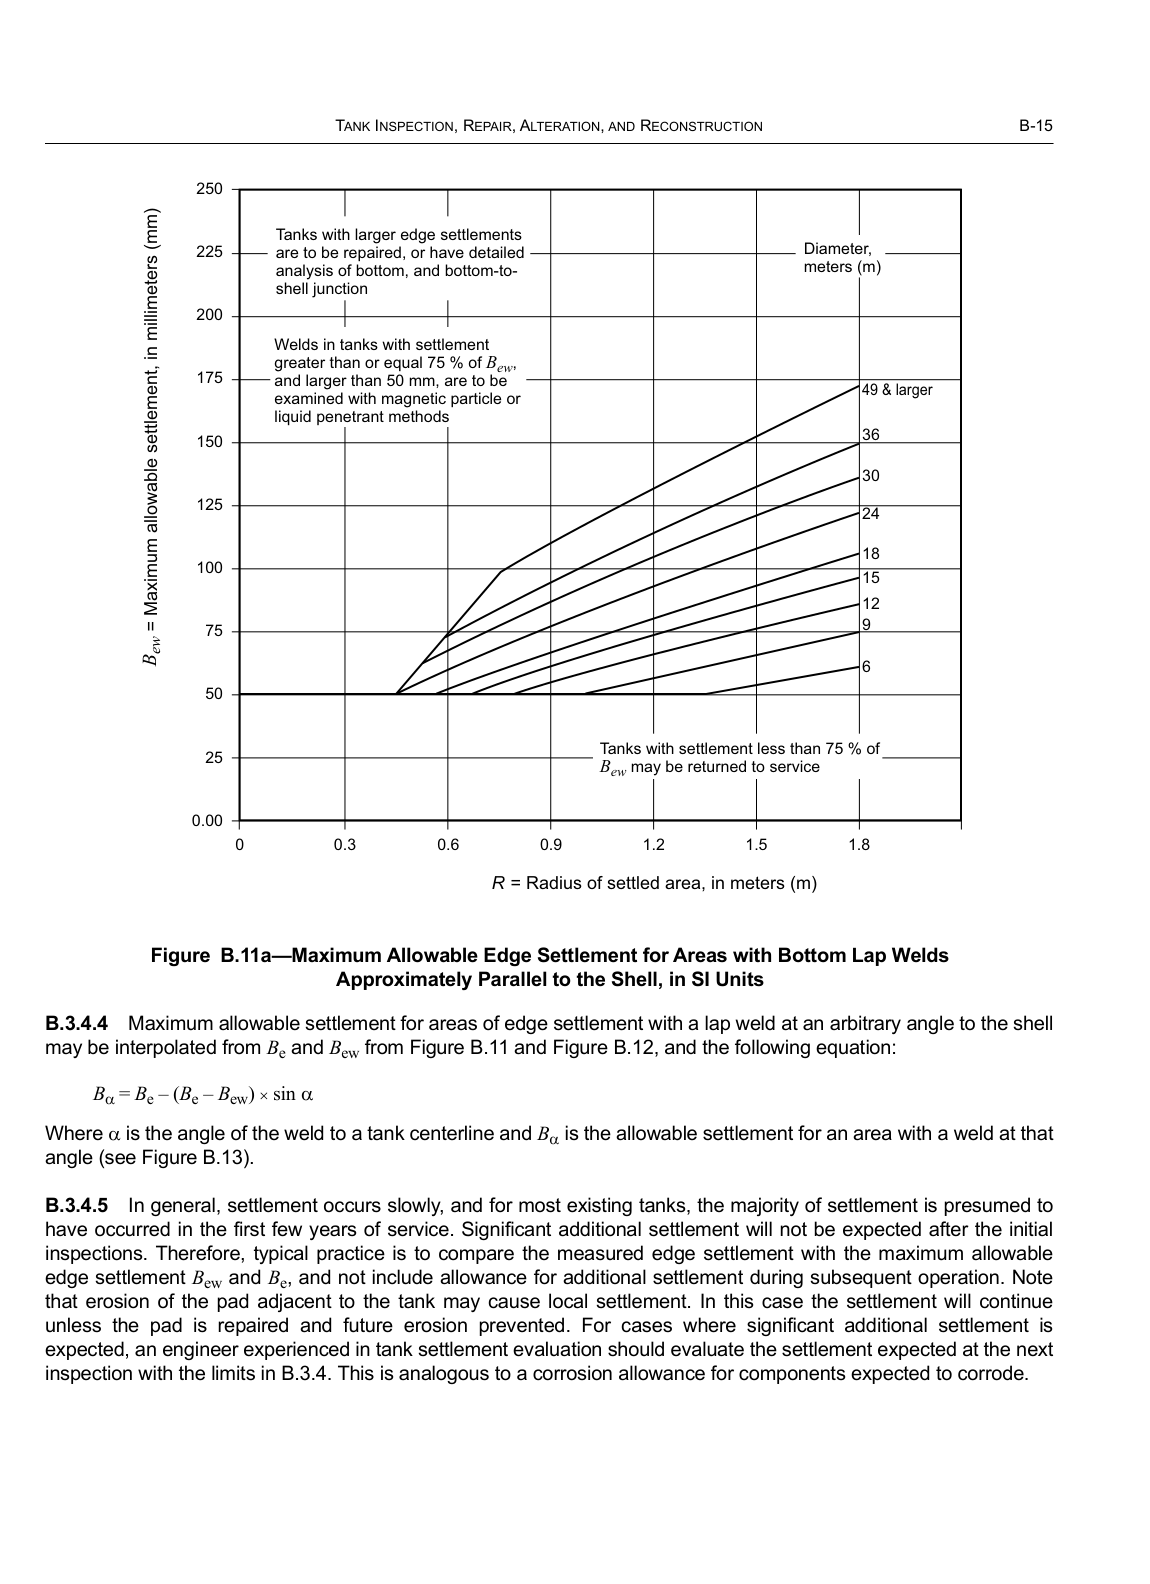 TANK INSPECTION, REPAIR, ALTERATION, AND RECONSTRUCTION B-15
250
Tanks with larger edge settlements
are to be repaired, or have detailed
analysis of bottom, and bottom-to-
shell junction
225
Diameter,
meters (m)
200
Welds in tanks with settlement
greater than or equal 75 % of Bew,
and larger than 50 mm, are to be
examined with magnetic particle or
liquid penetrant methods
175
49 & larger
150
36
30
125
24
18
100
15
12
9
75
6
50
Tanks with settlement less than 75 % of
Bew may be returned to service
25
0.00
Bew = Maximum allowable settlement, in millimeters (mm)
0 0.3 0.6 0.9 1.2 1.5 1.8
R = Radius of settled area, in meters (m)
Figure B.11a—Maximum Allowable Edge Settlement for Areas with Bottom Lap Welds
Approximately Parallel to the Shell, in SI Units
B.3.4.4 Maximum allowable settlement for areas of edge settlement with a lap weld at an arbitrary angle to the shell
may be interpolated from Be and Bew from Figure B.11 and Figure B.12, and the following equation:
Bα = Be – (Be – Bew) × sin α
Where α is the angle of the weld to a tank centerline and Bα is the allowable settlement for an area with a weld at that
angle (see Figure B.13).
B.3.4.5 In general, settlement occurs slowly, and for most existing tanks, the majority of settlement is presumed to
have occurred in the first few years of service. Significant additional settlement will not be expected after the initial
inspections. Therefore, typical practice is to compare the measured edge settlement with the maximum allowable
edge settlement Bew and Be, and not include allowance for additional settlement during subsequent operation. Note
that erosion of the pad adjacent to the tank may cause local settlement. In this case the settlement will continue
unless the pad is repaired and future erosion prevented. For cases where significant additional settlement is
expected, an engineer experienced in tank settlement evaluation should evaluate the settlement expected at the next
inspection with the limits in B.3.4. This is analogous to a corrosion allowance for components expected to corrode.